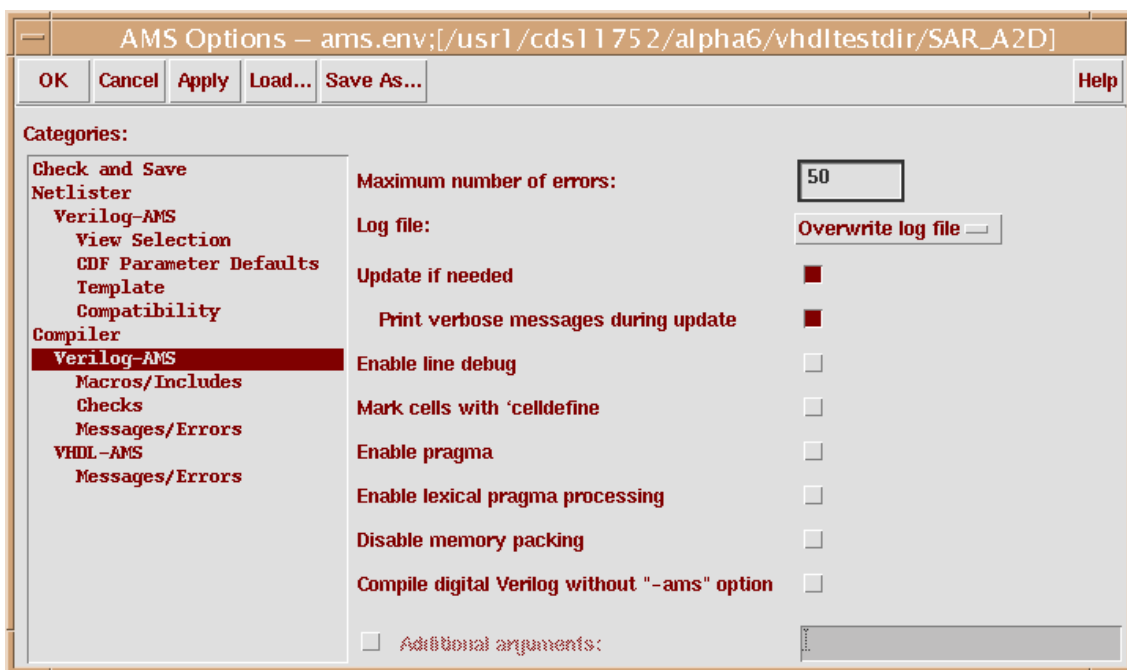 AMS Options – ams.env;[/usr1/cds11752/alpha6/vhdltestdir/SAR_A2D]
OK Cancel Apply Load... Save As... Help
Categories:
Check and Save
Netlister
Verilog-AMS
View Selection
CDF Parameter Defaults
Template
Compatibility
Compiler
Verilog-AMS
Macros/Includes
Checks
Messages/Errors
VHDL-AMS
Messages/Errors
Maximum number of errors: 50
Log file: Overwrite log file
Update if needed
Print verbose messages during update
Enable line debug
Mark cells with ‘celldefine
Enable pragma
Enable lexical pragma processing
Disable memory packing
Compile digital Verilog without "-ams" option
Additional arguments: